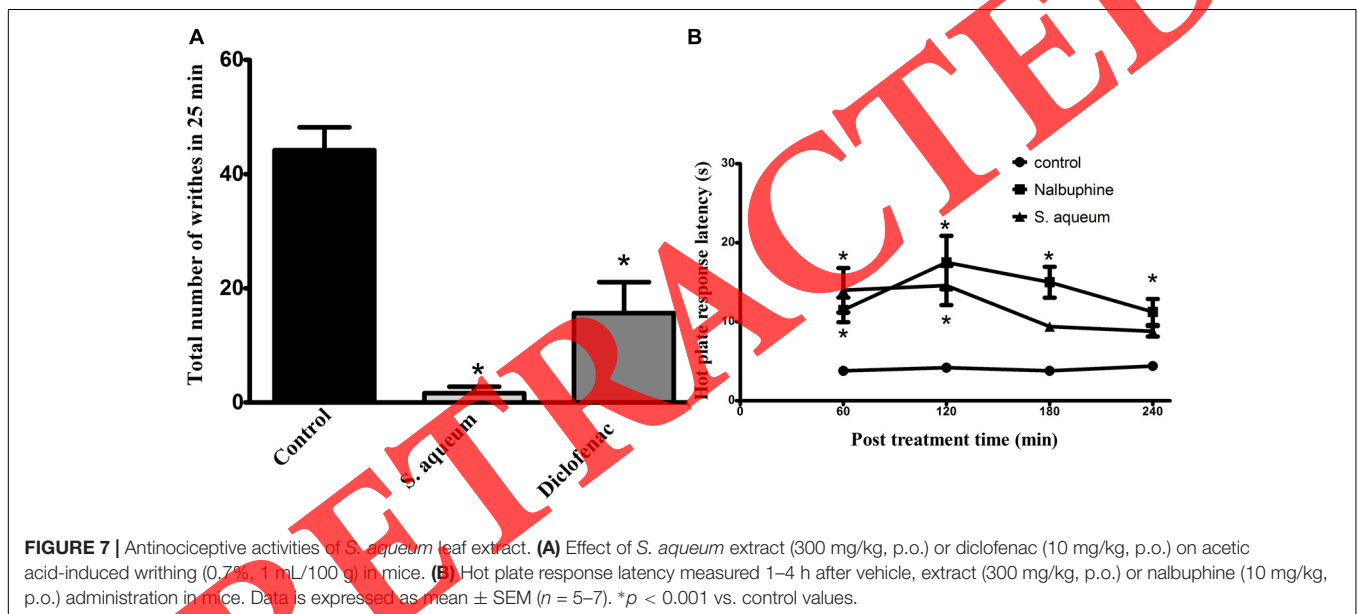 A
B
60
40
20
0
Total number of writhes in 25 min
*
*
Control
S. aqueum
Diclofenac
30
20
10
0
Hot plate response latency (s)
control
Nalbuphine
S. aqueum
* * * *
* *
0 60 120 180 240
Post treatment time (min)
RETRACTED
FIGURE 7 | Antinociceptive activities of S. aqueum leaf extract. (A) Effect of S. aqueum extract (300 mg/kg, p.o.) or diclofenac (10 mg/kg, p.o.) on acetic
acid-induced writhing (0.7%, 1 mL/100 g) in mice. (B) Hot plate response latency measured 1–4 h after vehicle, extract (300 mg/kg, p.o.) or nalbuphine (10 mg/kg,
p.o.) administration in mice. Data is expressed as mean ± SEM (n = 5–7). *p < 0.001 vs. control values.